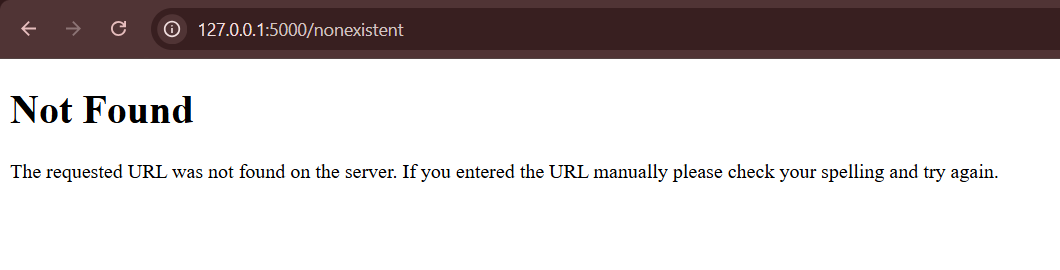 127.0.0.1:5000/nonexistent
Not Found
The requested URL was not found on the server. If you entered the URL manually please check your spelling and try again.